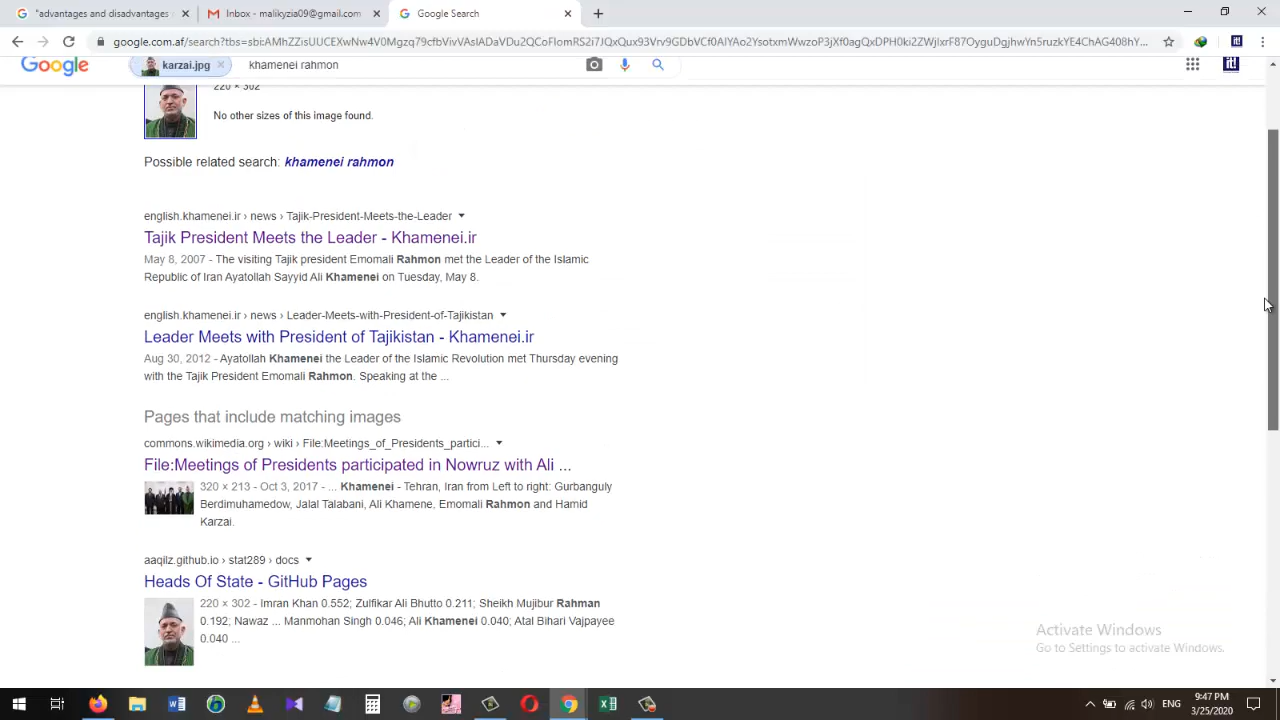 "advantages and disadvantages
Inbox - malikyzia09@gmail.com
Google Search
google.com.af/search?tbs=sbi:
Google
karzai.jpg
khamenei rahmon
it!
220 × 302
No other sizes of this image found.
Possible related search: khamenei rahmon
english.khamenei.ir › news › Tajik-President-Meets-the-Leader
Tajik President Meets the Leader - Khamenei.ir
May 8, 2007 - The visiting Tajik president Emomali Rahmon met the Leader of the Islamic
Republic of Iran Ayatollah Sayyid Ali Khamenei on Tuesday, May 8.
english.khamenei.ir › news › Leader-Meets-with-President-of-Tajikistan
Leader Meets with President of Tajikistan - Khamenei.ir
Aug 30, 2012 - Ayatollah Khamenei the Leader of the Islamic Revolution met Thursday evening
with the Tajik President Emomali Rahmon. Speaking at the ...
Pages that include matching images
commons.wikimedia.org › wiki › File:Meetings_of_Presidents_partici...
File:Meetings of Presidents participated in Nowruz with Ali ...
320 × 213 - Oct 3, 2017 - ... Khamenei - Tehran, Iran from Left to right: Gurbanguly
Berdimuhamedow, Jalal Talabani, Ali Khamene, Emomali Rahmon and Hamid
Karzai.
aaqilz.github.io › stat289 › docs
Heads Of State - GitHub Pages
220 × 302 - Imran Khan 0.552; Zulfikar Ali Bhutto 0.211; Sheikh Mujibur Rahman
0.192; Nawaz ... Manmohan Singh 0.046; Ali Khamenei 0.040; Atal Bihari Vajpayee
0.040 ...
Activate Windows
Go to Settings to activate Windows.
ENG
9:47 PM
3/25/2020